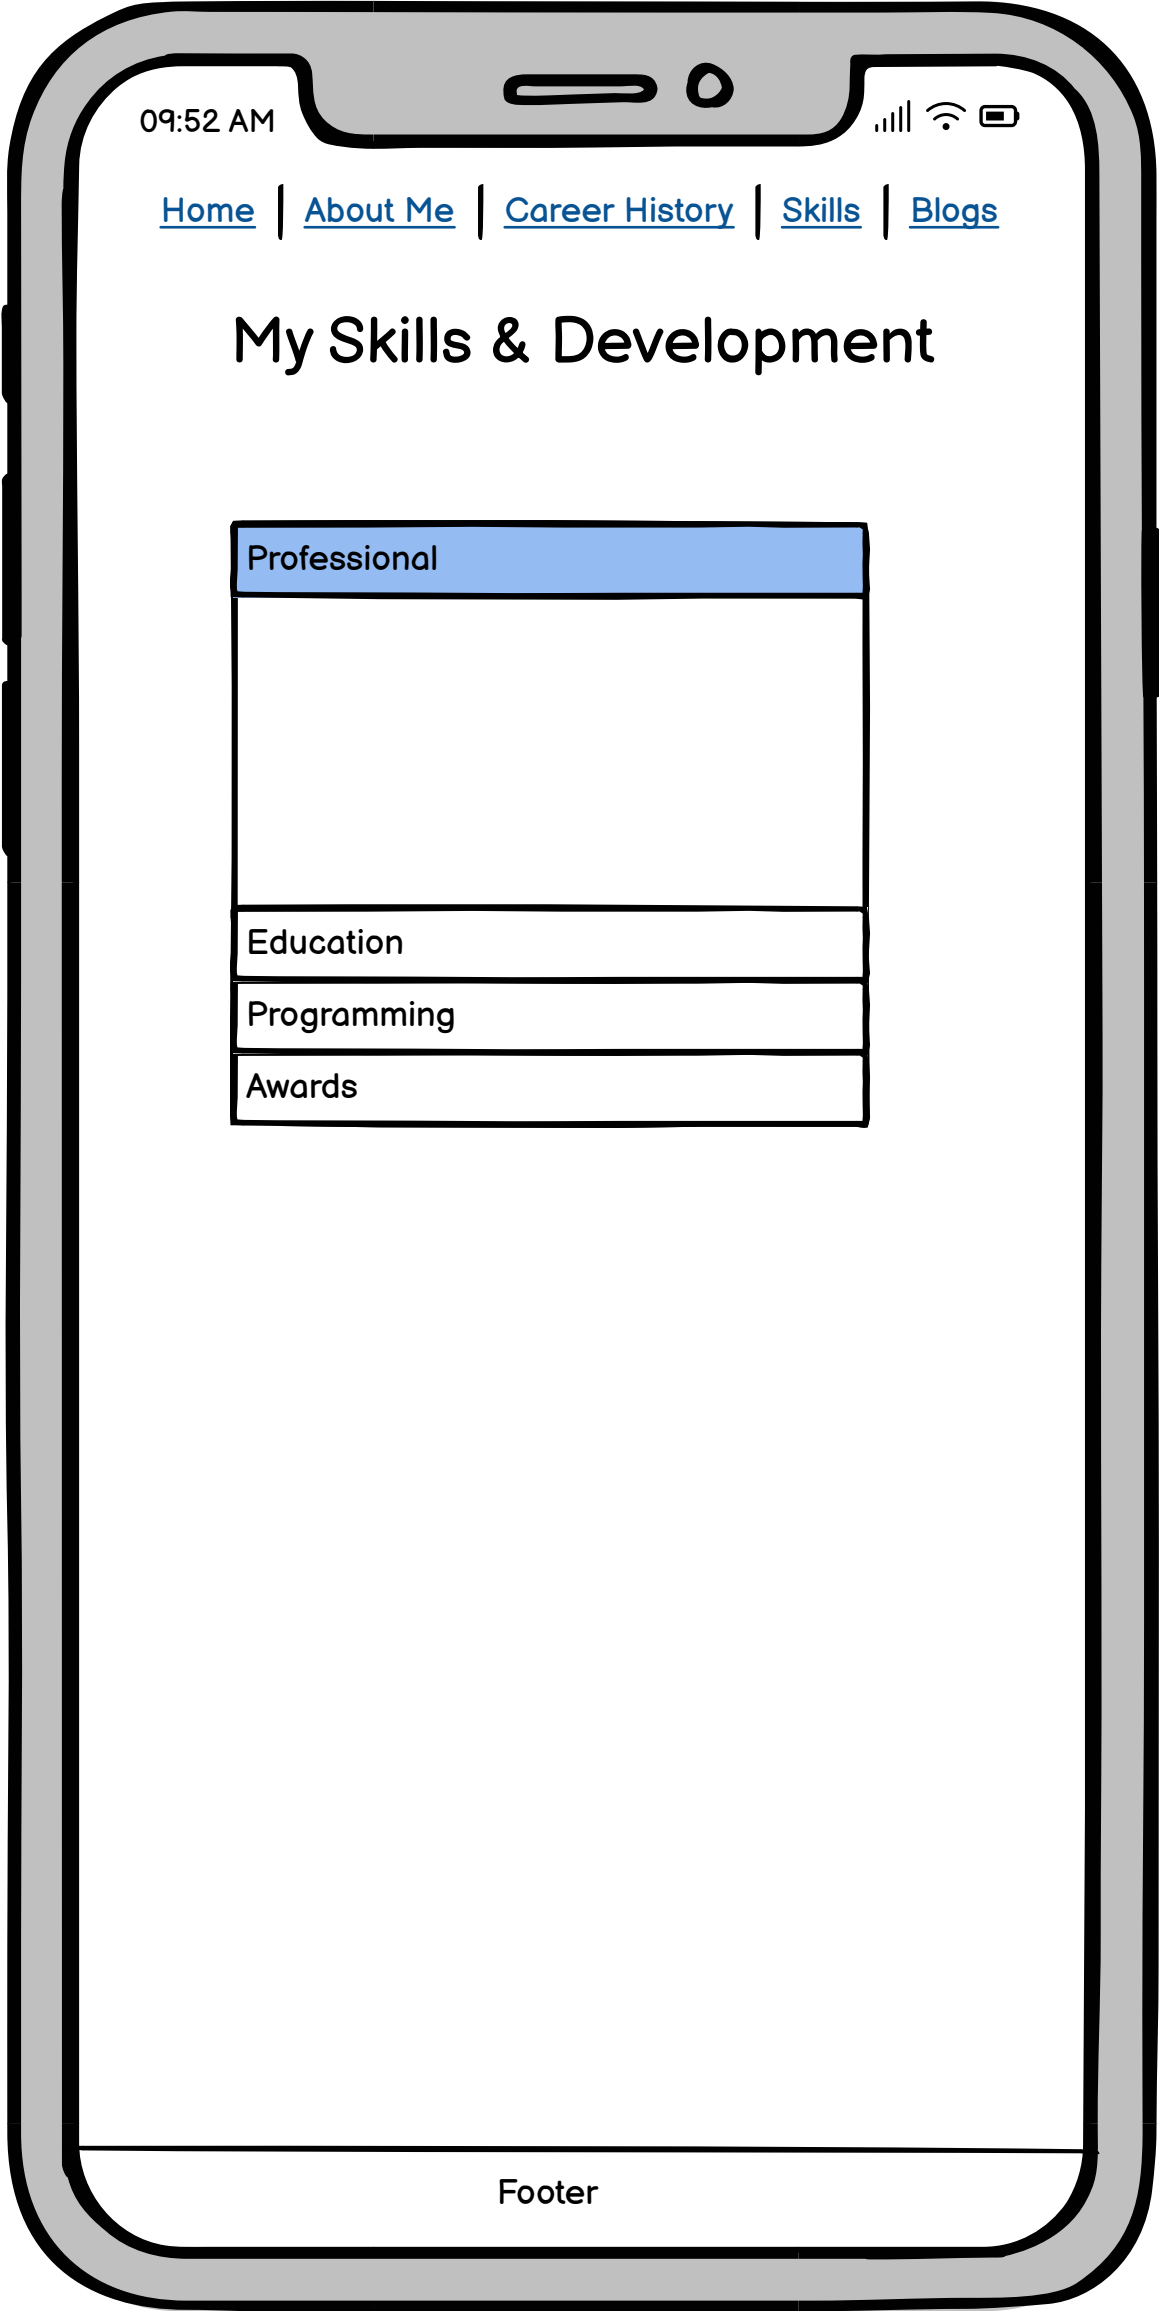 09:52 AM
Home | About Me | Career History | Skills | Blogs
My Skills & Development
Professional
Education
Programming
Awards
Footer